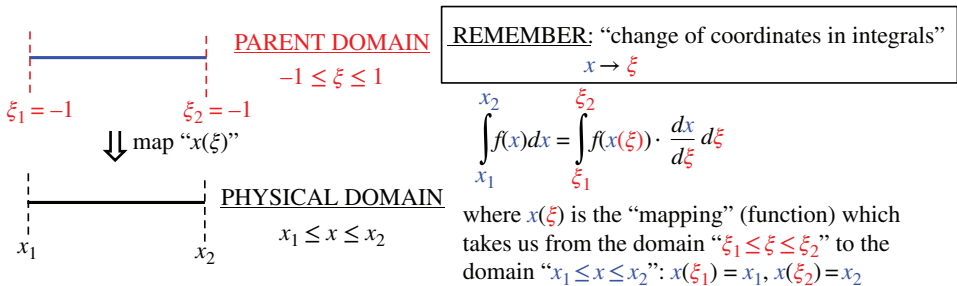 PARENT DOMAIN
–1 ≤ ξ ≤ 1
ξ1 = –1
ξ2 = –1
⇓ map “x(ξ)”
PHYSICAL DOMAIN
x1 ≤ x ≤ x2
x1
x2
REMEMBER: “change of coordinates in integrals”
x → ξ
∫_{x1}^{x2} f(x)dx = ∫_{ξ1}^{ξ2} f(x(ξ)) · dx/dξ dξ
where x(ξ) is the “mapping” (function) which
takes us from the domain “ξ1 ≤ ξ ≤ ξ2” to the
domain “x1 ≤ x ≤ x2”: x(ξ1) = x1, x(ξ2) = x2